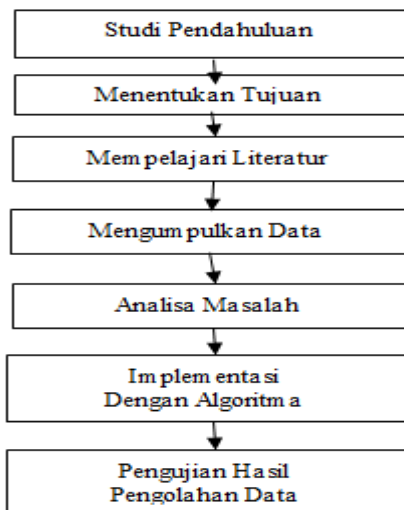 Studi Pendahuluan
Menentukan Tujuan
Mempelajari Literatur
Mengumpulkan Data
Analisa Masalah
Implementasi
Dengan Algoritma
Pengujian Hasil
Pengolahan Data